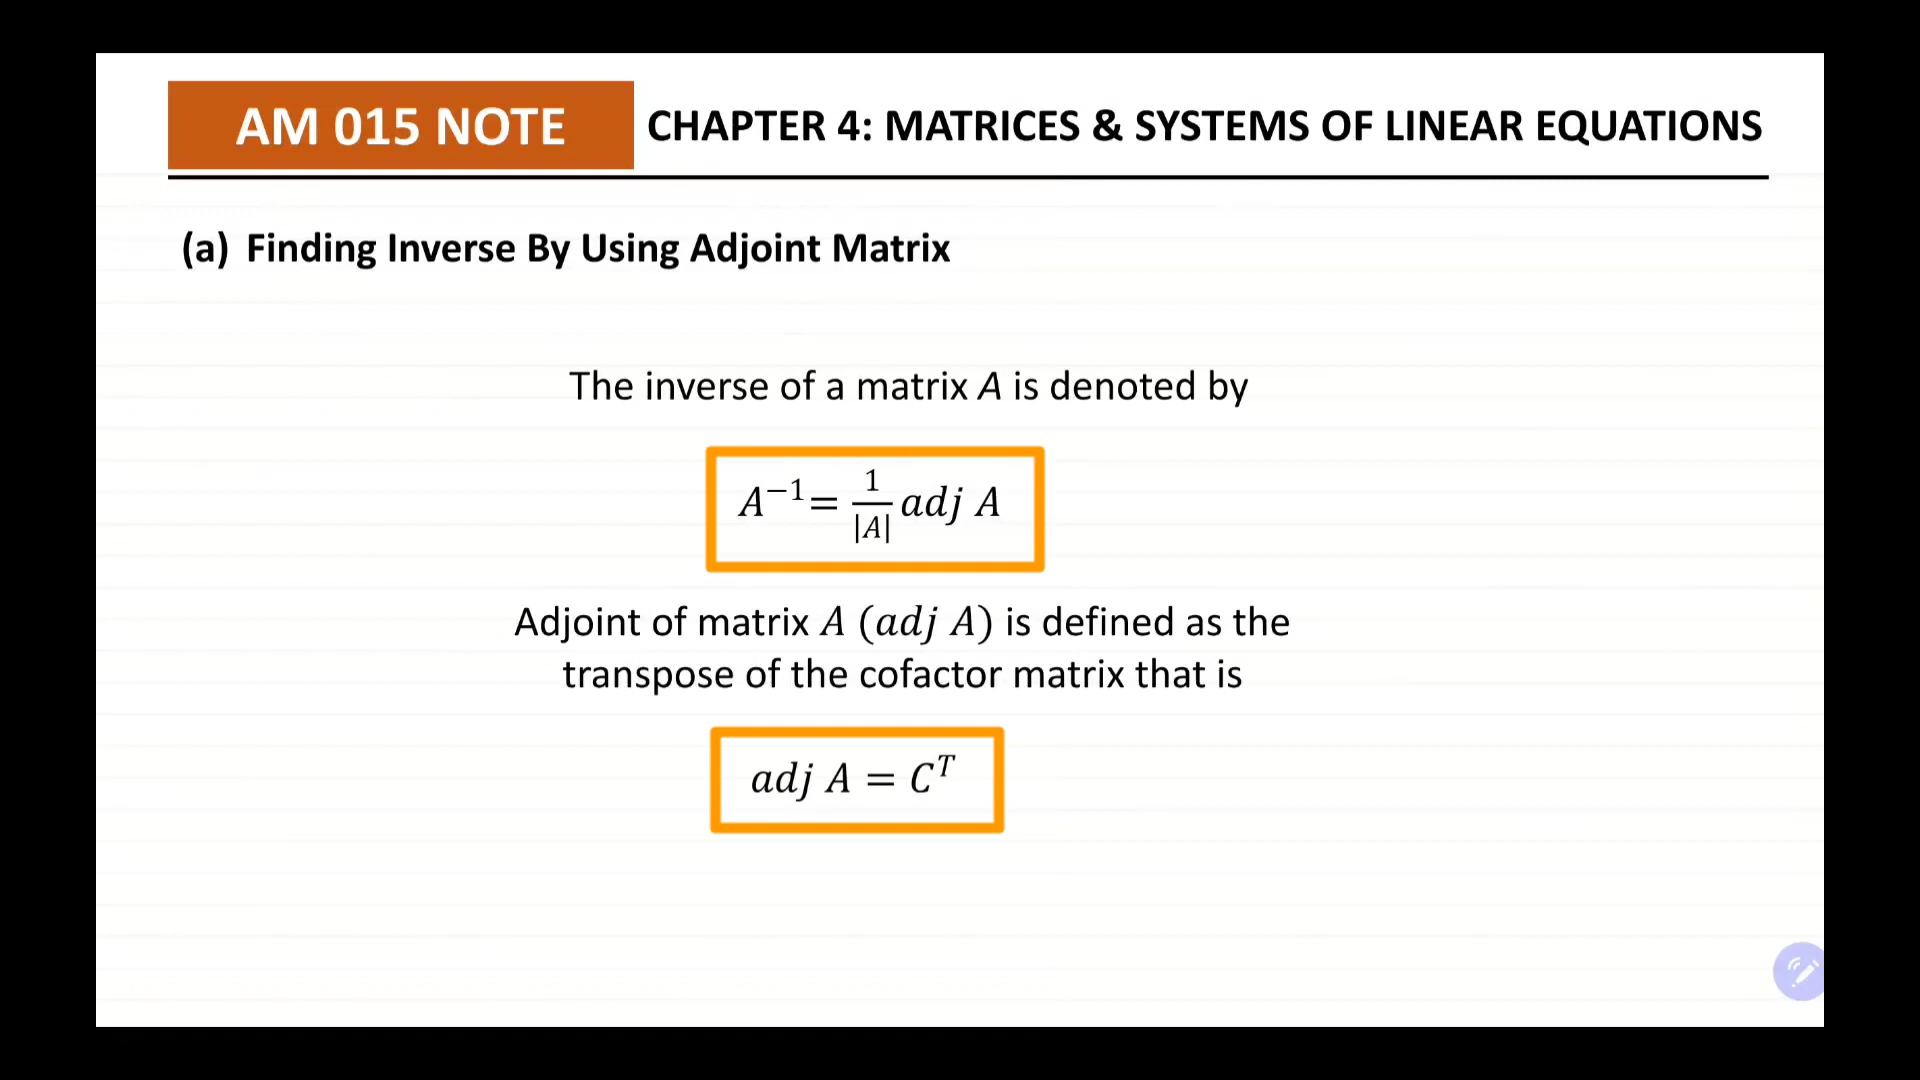 AM 015 NOTE CHAPTER 4: MATRICES & SYSTEMS OF LINEAR EQUATIONS
(a) Finding Inverse By Using Adjoint Matrix
The inverse of a matrix A is denoted by
A⁻¹= 1/|A| adj A
Adjoint of matrix A (adj A) is defined as the
transpose of the cofactor matrix that is
adj A = Cᵀ